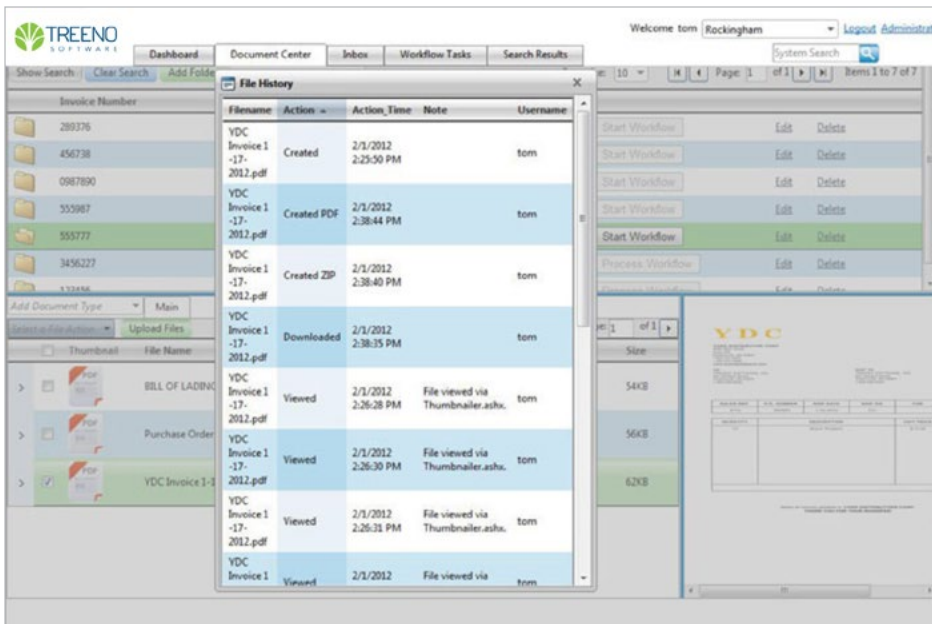 TREENO
SOFTWARE
Welcome tom Rockingham Logout Administrat
Dashboard Document Center Inbox Workflow Tasks Search Results
System Search
Show Search Clear Search Add Folde
10 Page 1 of 1 Items 1 to 7 of 7
File History
Invoice Number
Filename Action Action_Time Note Username
289376 Start Workflow Edit Delete
456738 Start Workflow Edit Delete
0987890 Start Workflow Edit Delete
555987 Start Workflow Edit Delete
555777 Start Workflow Edit Delete
3456227 Process Workflow Edit Delete
YDC
Invoice 1
-17-
2012.pdf
Created
2/1/2012
2:25:50 PM
tom
YDC
Invoice 1
-17-
2012.pdf
Created PDF
2/1/2012
2:38:44 PM
tom
YDC
Invoice 1
-17-
2012.pdf
Created ZIP
2/1/2012
2:38:40 PM
tom
YDC
Invoice 1
-17-
2012.pdf
Downloaded
2/1/2012
2:38:35 PM
tom
YDC
Invoice 1
-17-
2012.pdf
Viewed
2/1/2012
2:26:28 PM
File viewed via
Thumbnailer.ashx.
tom
YDC
Invoice 1
-17-
2012.pdf
Viewed
2/1/2012
2:26:30 PM
File viewed via
Thumbnailer.ashx.
tom
YDC
Invoice 1
-17-
2012.pdf
Viewed
2/1/2012
2:26:31 PM
File viewed via
Thumbnailer.ashx.
tom
YDC
Invoice 1
Viewed
2/1/2012
File viewed via
tom
Add Document Type Main
Select a File Action Upload Files
1 of 1
Thumbnail File Name Size
PDF BILL OF LADING 54KB
PDF Purchase Order 56KB
PDF YDC Invoice 1-1 62KB
YDC